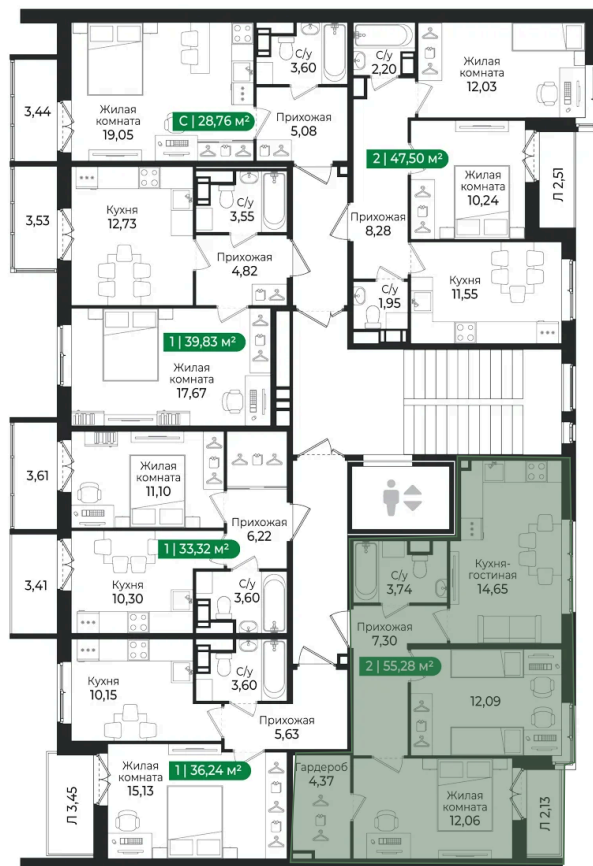 3,44
Жилая
комната
19,05
С | 28,76 м²
С/у
3,60
Прихожая
5,08
С/у
2,20
Жилая
комната
12,03
2 | 47,50 м²
Жилая
комната
10,24
Л 2,51
3,53
Кухня
12,73
С/у
3,55
Прихожая
4,82
8,28
С/у
1,95
Кухня
11,55
1 | 39,83 м²
Жилая
комната
17,67
3,61
Жилая
комната
11,10
Прихожая
6,22
1 | 33,32 м²
3,41
Кухня
10,30
С/у
3,60
С/у
3,74
Кухня-
гостиная
14,65
Прихожая
7,30
2 | 55,28 м²
Кухня
10,15
С/у
3,60
Прихожая
5,63
12,09
Л 3,45
Жилая
комната
15,13
1 | 36,24 м²
Гардероб
4,37
Жилая
комната
12,06
Л 2,13